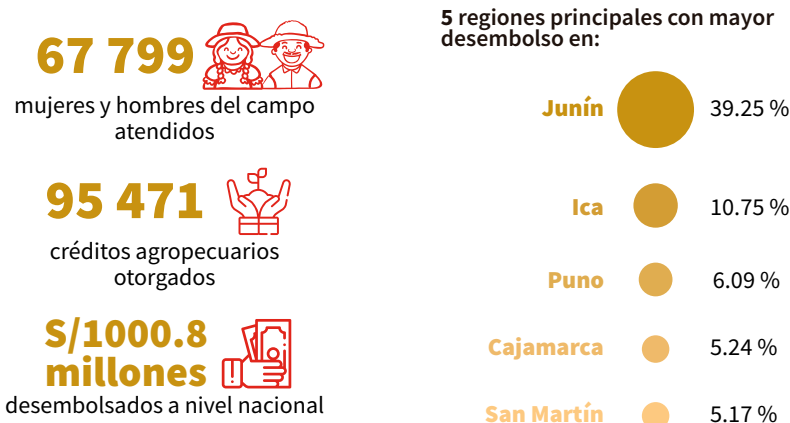 67 799
mujeres y hombres del campo
atendidos
95 471
créditos agropecuarios
otorgados
S/1000.8
millones
desembolsados a nivel nacional
5 regiones principales con mayor
desembolso en:
Junín 39.25 %
Ica 10.75 %
Puno 6.09 %
Cajamarca 5.24 %
San Martín 5.17 %